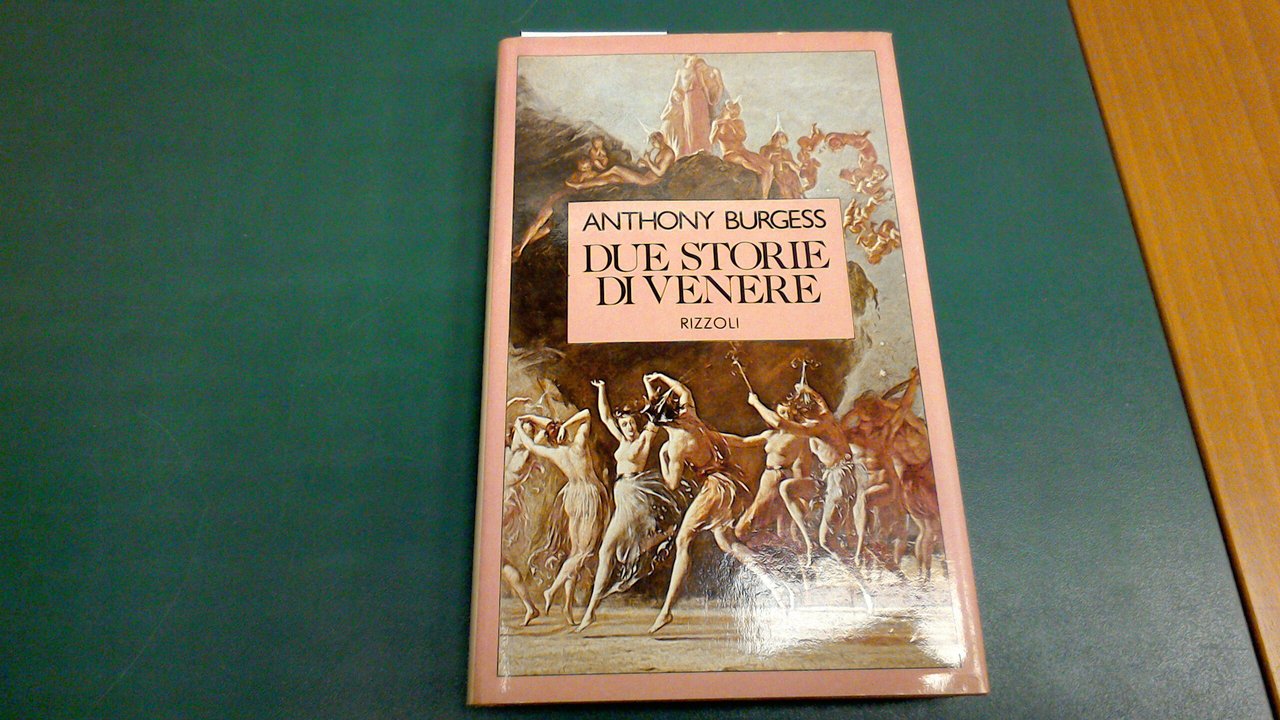 ANTHONY BURGESS
DUE STORIE
DI VENERE
RIZZOLI